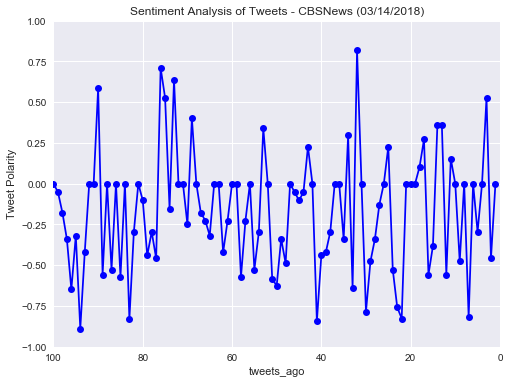 Sentiment Analysis of Tweets - CBSNews (03/14/2018)
1.00
0.75
0.50
0.25
0.00
−0.25
−0.50
−0.75
−1.00
Tweet Polarity
100 80 60 40 20 0
tweets_ago